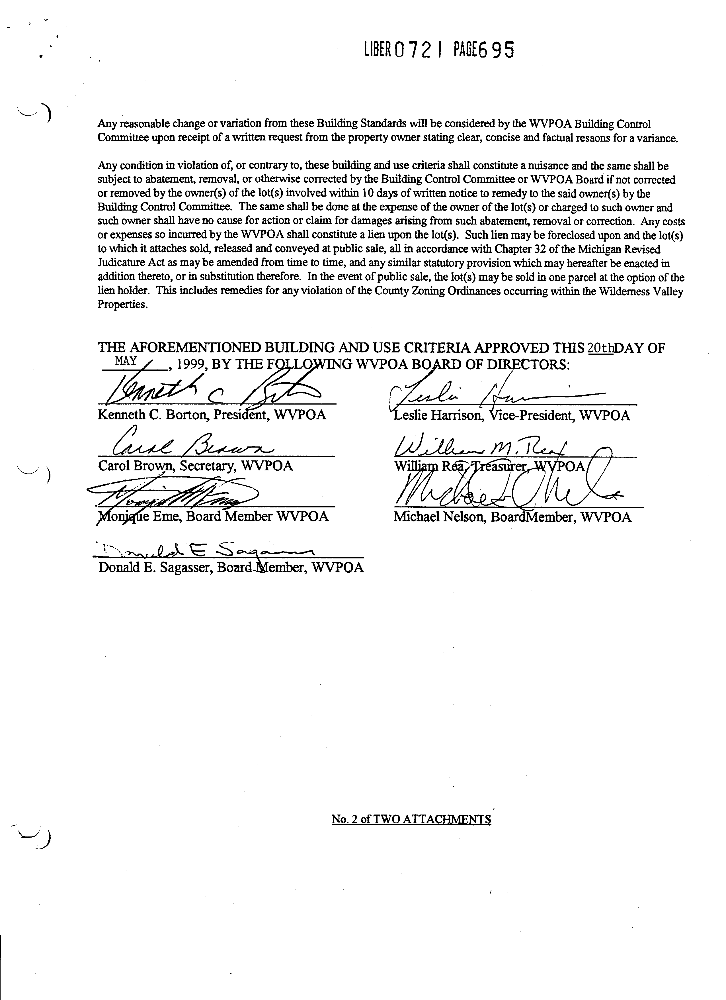 LIBER 0721 PAGE 695
Any reasonable change or variation from these Building Standards will be considered by the WVPOA Building Control
Committee upon receipt of a written request from the property owner stating clear, concise and factual resaons for a variance.
Any condition in violation of, or contrary to, these building and use criteria shall constitute a nuisance and the same shall be
subject to abatement, removal, or otherwise corrected by the Building Control Committee or WVPOA Board if not corrected
or removed by the owner(s) of the lot(s) involved within 10 days of written notice to remedy to the said owner(s) by the
Building Control Committee. The same shall be done at the expense of the owner of the lot(s) or charged to such owner and
such owner shall have no cause for action or claim for damages arising from such abatement, removal or correction. Any costs
or expenses so incurred by the WVPOA shall constitute a lien upon the lot(s). Such lien may be foreclosed upon and the lot(s)
to which it attaches sold, released and conveyed at public sale, all in accordance with Chapter 32 of the Michigan Revised
Judicature Act as may be amended from time to time, and any similar statutory provision which may hereafter be enacted in
addition thereto, or in substitution therefore. In the event of public sale, the lot(s) may be sold in one parcel at the option of the
lien holder. This includes remedies for any violation of the County Zoning Ordinances occurring within the Wilderness Valley
Properties.
THE AFOREMENTIONED BUILDING AND USE CRITERIA APPROVED THIS 20thDAY OF
MAY, 1999, BY THE FOLLOWING WVPOA BOARD OF DIRECTORS:
Kenneth C Borton
Leslie Harrison
Kenneth C. Borton, President, WVPOA
Leslie Harrison, Vice-President, WVPOA
Carol Brown
William M. Rea
Carol Brown, Secretary, WVPOA
William Rea, Treasurer, WVPOA
Michael Nelson
Monique Eme, Board Member WVPOA
Michael Nelson, BoardMember, WVPOA
Donald E Sagasser
Donald E. Sagasser, Board Member, WVPOA
No. 2 of TWO ATTACHMENTS